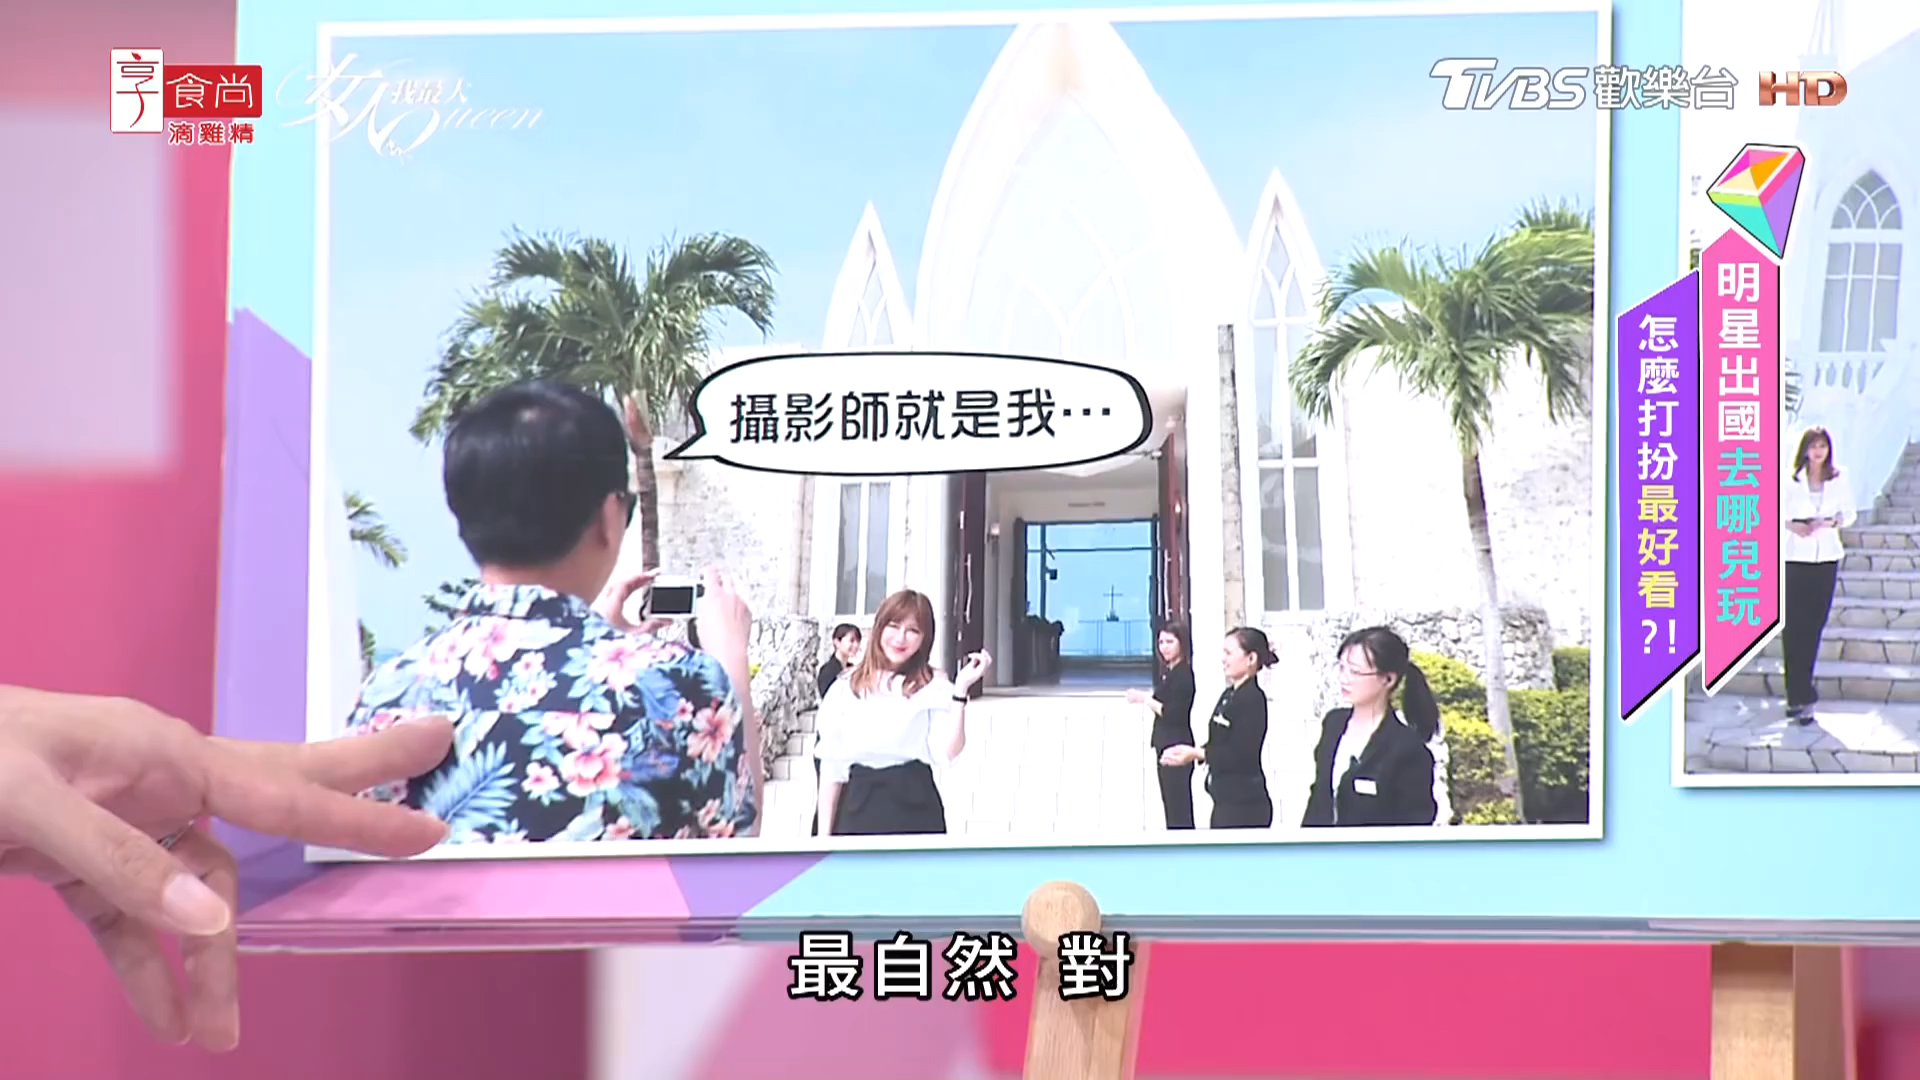 享
食尚
滴雞精
女人我最大
Queen
TVBS歡樂台 HD
明星出國去哪兒玩
怎麼打扮最好看?!
攝影師就是我…
最自然 對